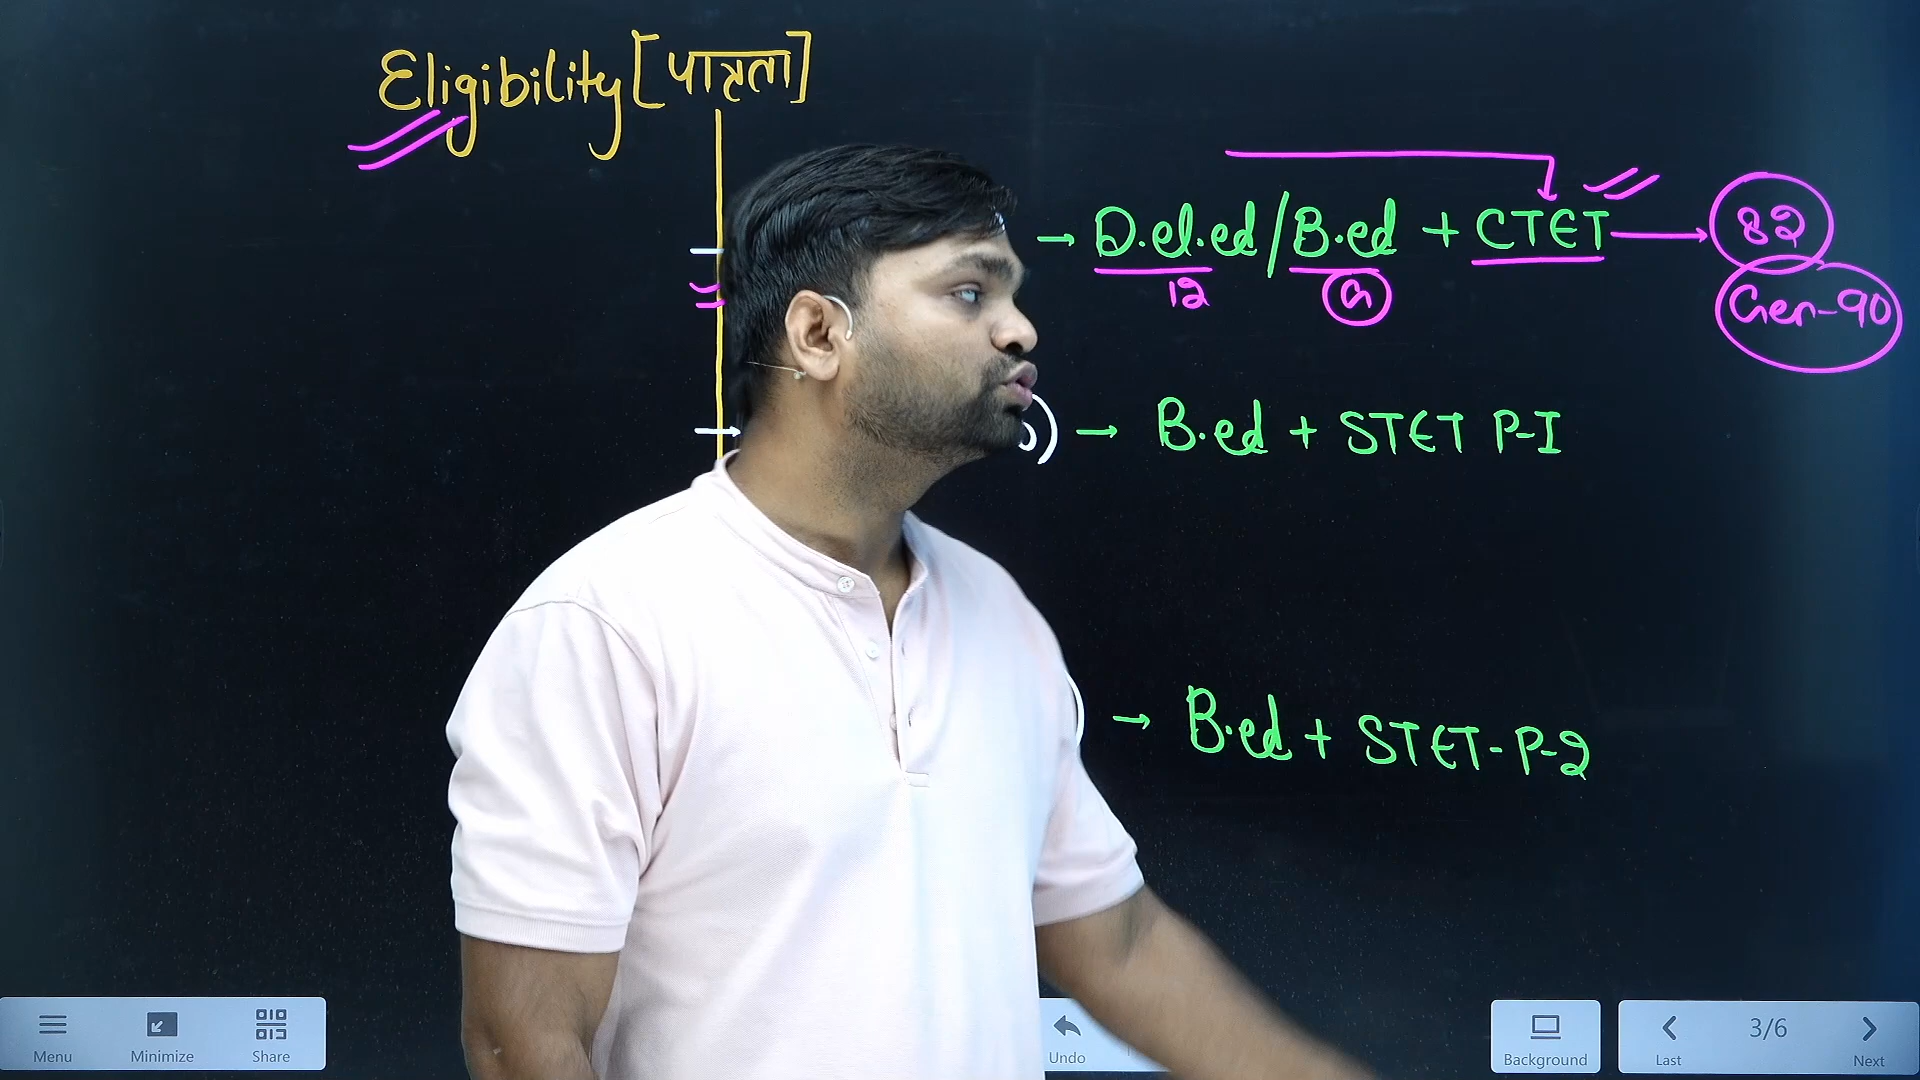 Eligibility [पात्रता]
→ D.el.ed / B.ed + CTET → 82
12 G Gen-90
→ B.ed + STET P-I
→ B.ed + STET-P-2
Menu Minimize Share Undo Background Last 3/6 Next